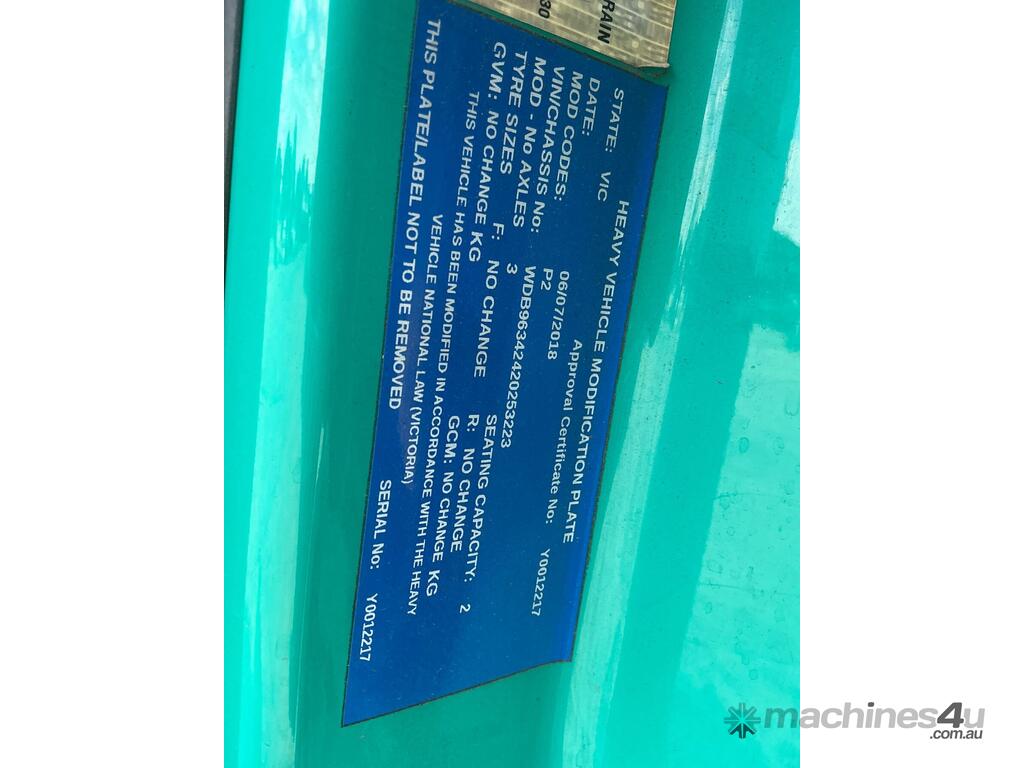 RAIN
30
HEAVY VEHICLE MODIFICATION PLATE
STATE: VIC Approval Certificate No: Y0012217
DATE: 06/07/2018
MOD CODES: P2
VIN/CHASSIS No: WDB96342420253223
MOD - No AXLES 3 SEATING CAPACITY: 2
TYRE SIZES F: NO CHANGE R: NO CHANGE
GVM: NO CHANGE KG GCM: NO CHANGE KG
THIS VEHICLE HAS BEEN MODIFIED IN ACCORDANCE WITH THE HEAVY
VEHICLE NATIONAL LAW (VICTORIA)
THIS PLATE/LABEL NOT TO BE REMOVED SERIAL No: Y0012217
machines4u
.com.au